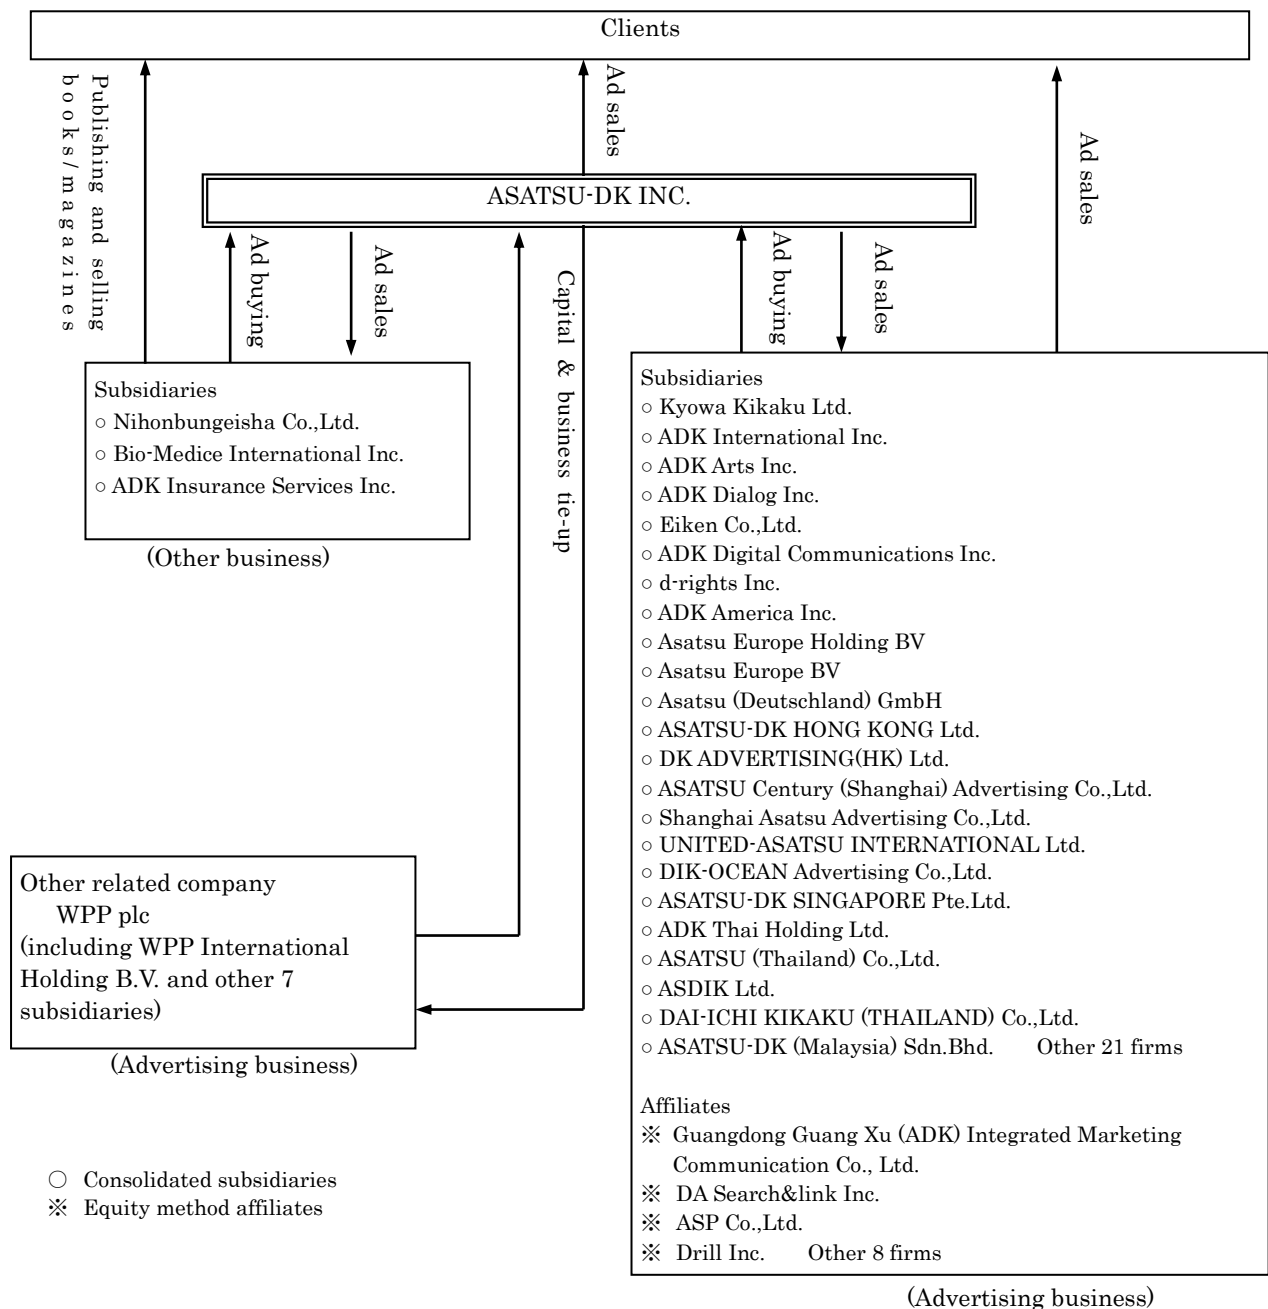 Clients
Publishing and selling
books/magazines
Ad sales
Ad sales
ASATSU-DK INC.
Ad buying
Ad sales
Capital & business tie-up
Ad buying
Ad sales
Subsidiaries
○ Nihonbungeisha Co.,Ltd.
○ Bio-Medice International Inc.
○ ADK Insurance Services Inc.
(Other business)
Subsidiaries
○ Kyowa Kikaku Ltd.
○ ADK International Inc.
○ ADK Arts Inc.
○ ADK Dialog Inc.
○ Eiken Co.,Ltd.
○ ADK Digital Communications Inc.
○ d-rights Inc.
○ ADK America Inc.
○ Asatsu Europe Holding BV
○ Asatsu Europe BV
○ Asatsu (Deutschland) GmbH
○ ASATSU-DK HONG KONG Ltd.
○ DK ADVERTISING(HK) Ltd.
○ ASATSU Century (Shanghai) Advertising Co.,Ltd.
○ Shanghai Asatsu Advertising Co.,Ltd.
○ UNITED-ASATSU INTERNATIONAL Ltd.
○ DIK-OCEAN Advertising Co.,Ltd.
○ ASATSU-DK SINGAPORE Pte.Ltd.
○ ADK Thai Holding Ltd.
○ ASATSU (Thailand) Co.,Ltd.
○ ASDIK Ltd.
○ DAI-ICHI KIKAKU (THAILAND) Co.,Ltd.
○ ASATSU-DK (Malaysia) Sdn.Bhd. Other 21 firms
Affiliates
※ Guangdong Guang Xu (ADK) Integrated Marketing
Communication Co., Ltd.
※ DA Search&link Inc.
※ ASP Co.,Ltd.
※ Drill Inc. Other 8 firms
(Advertising business)
Other related company
WPP plc
(including WPP International
Holding B.V. and other 7
subsidiaries)
(Advertising business)
○ Consolidated subsidiaries
※ Equity method affiliates